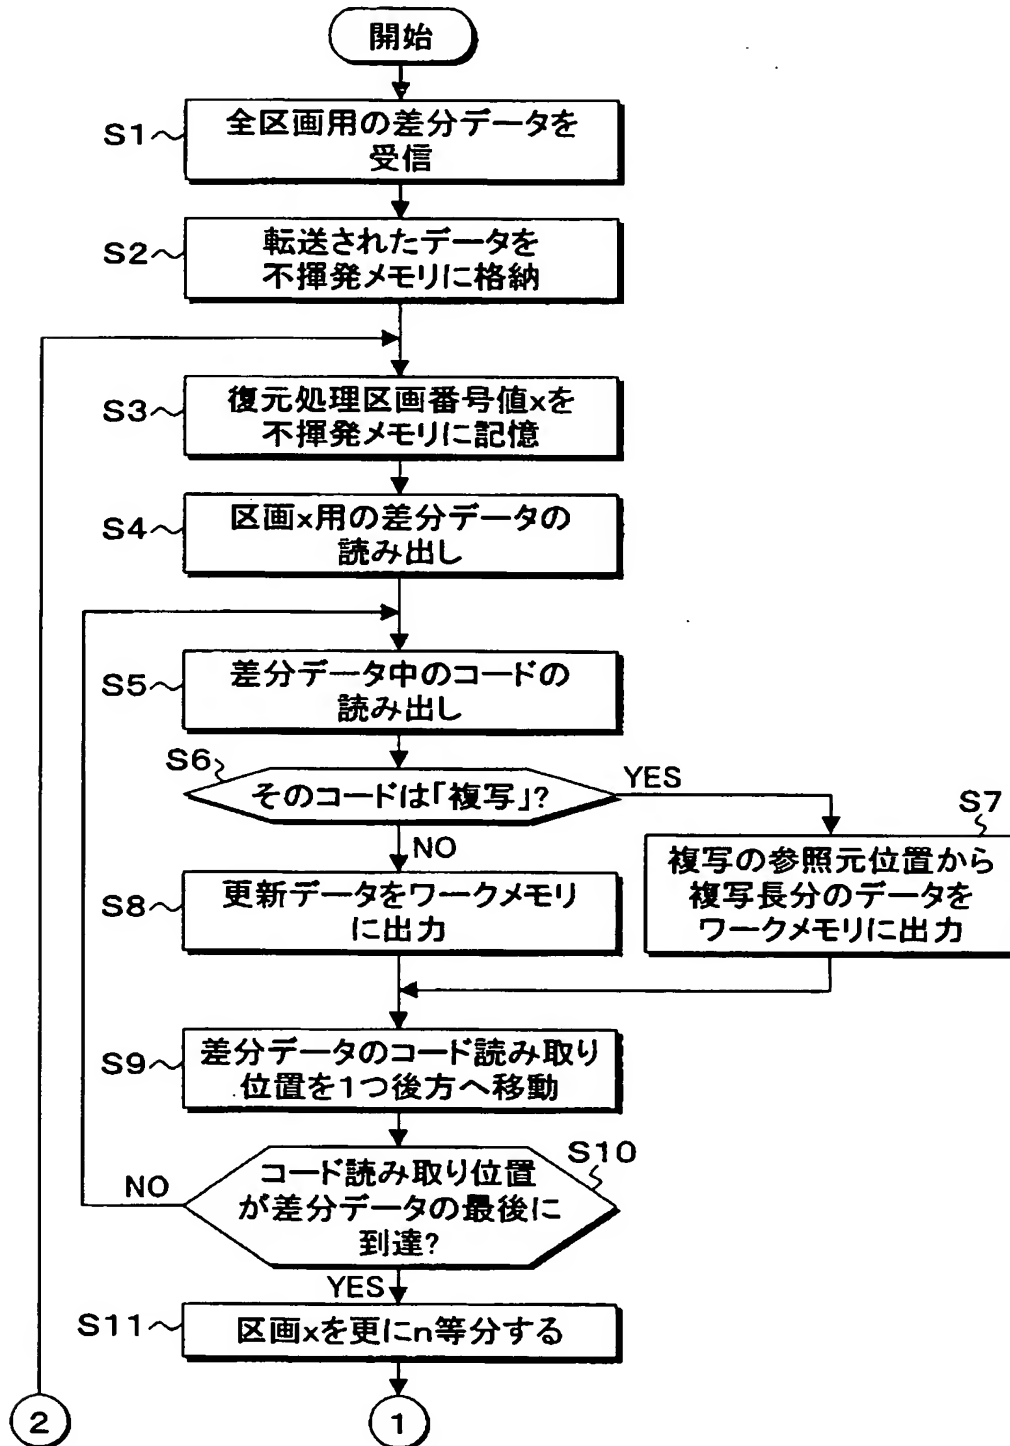 開始
S1
全区画用の差分データを
受信
S2
転送されたデータを
不揮発メモリに格納
S3
復元処理区画番号値xを
不揮発メモリに記憶
S4
区画x用の差分データの
読み出し
S5
差分データ中のコードの
読み出し
S6
そのコードは「複写」?
YES
NO
S7
複写の参照元位置から
複写長分のデータを
ワークメモリに出力
S8
更新データをワークメモリ
に出力
S9
差分データのコード読み取り
位置を1つ後方へ移動
S10
コード読み取り位置
が差分データの最後に
到達?
NO
YES
S11
区画xを更にn等分する
2
1